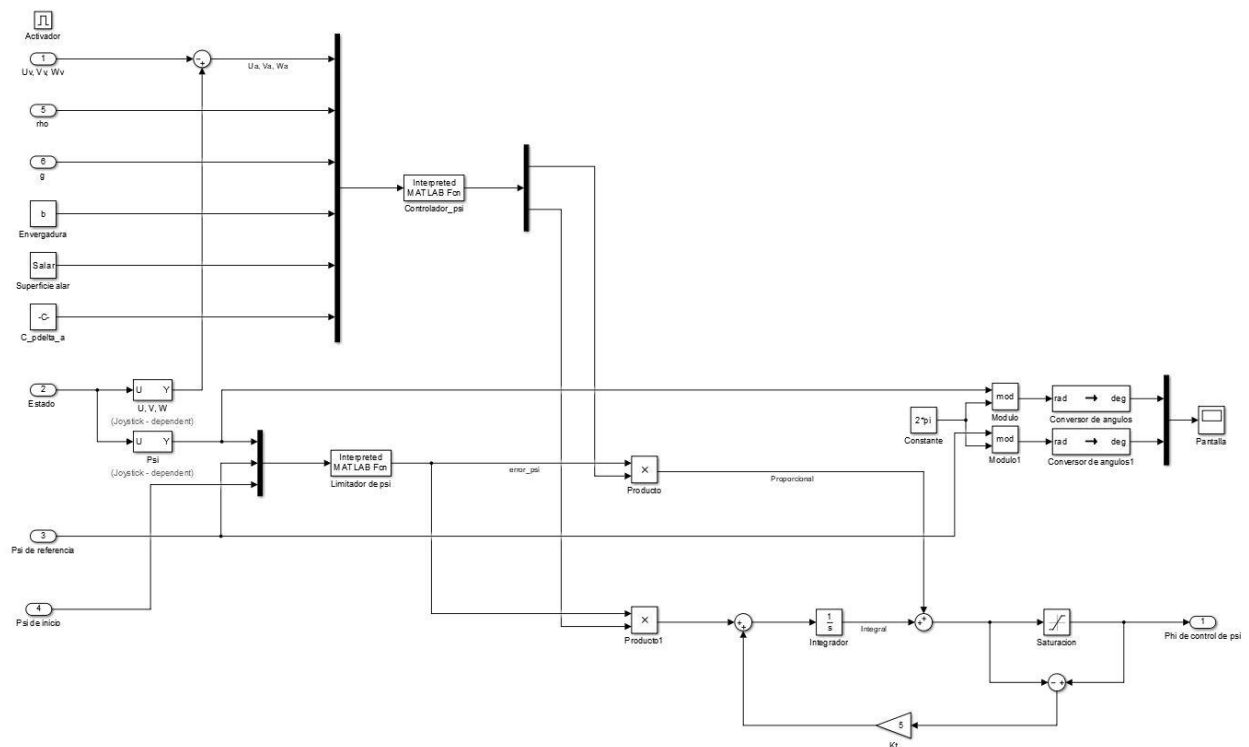 Activador
1
Uv, Vv, Wv
- +
Ua, Va, Wa
5
rho
6
g
b
Envergadura
Salar
Superficie alar
-C-
C_pdelta_a
Interpreted
MATLAB Fcn
Controlador_psi
2
Estado
U Y
U, V, W
(Joystick - dependent)
U Y
Psi
(Joystick - dependent)
Interpreted
MATLAB Fcn
Limitador de psi
error_psi
×
Producto
Proporcional
2*pi
Constante
mod
Modulo
mod
Modulo1
rad → deg
Conversor de angulos
rad → deg
Conversor de angulos1
Pantalla
3
Psi de referencia
4
Psi de inicio
×
Producto1
+ +
1
s
Integrador
Integral
+ +
Saturacion
1
Phi de control de psi
- +
5
Kt